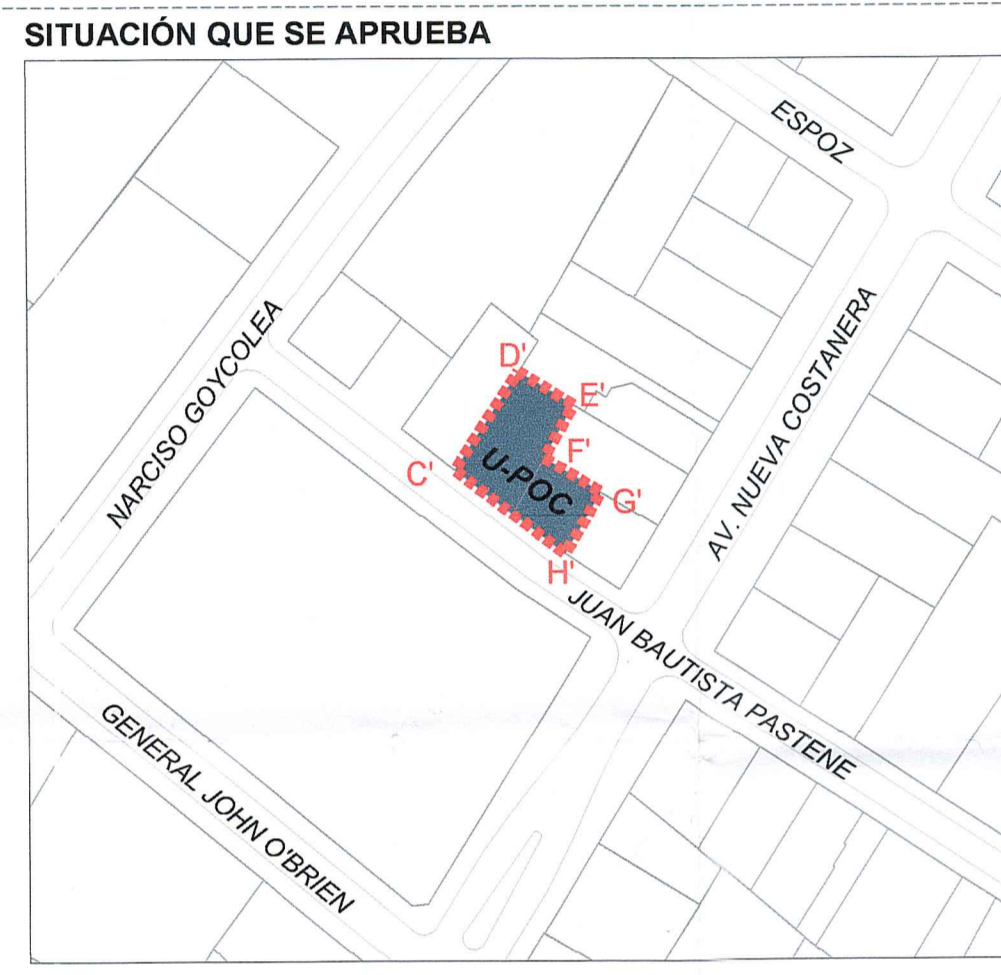 SITUACIÓN QUE SE APRUEBA
ESPOZ
NARCISO GOYCOLEA
AV. NUEVA COSTANERA
D'
E'
F'
C'
U-POC
G'
H'
JUAN BAUTISTA PASTENE
GENERAL JOHN O'BRIEN